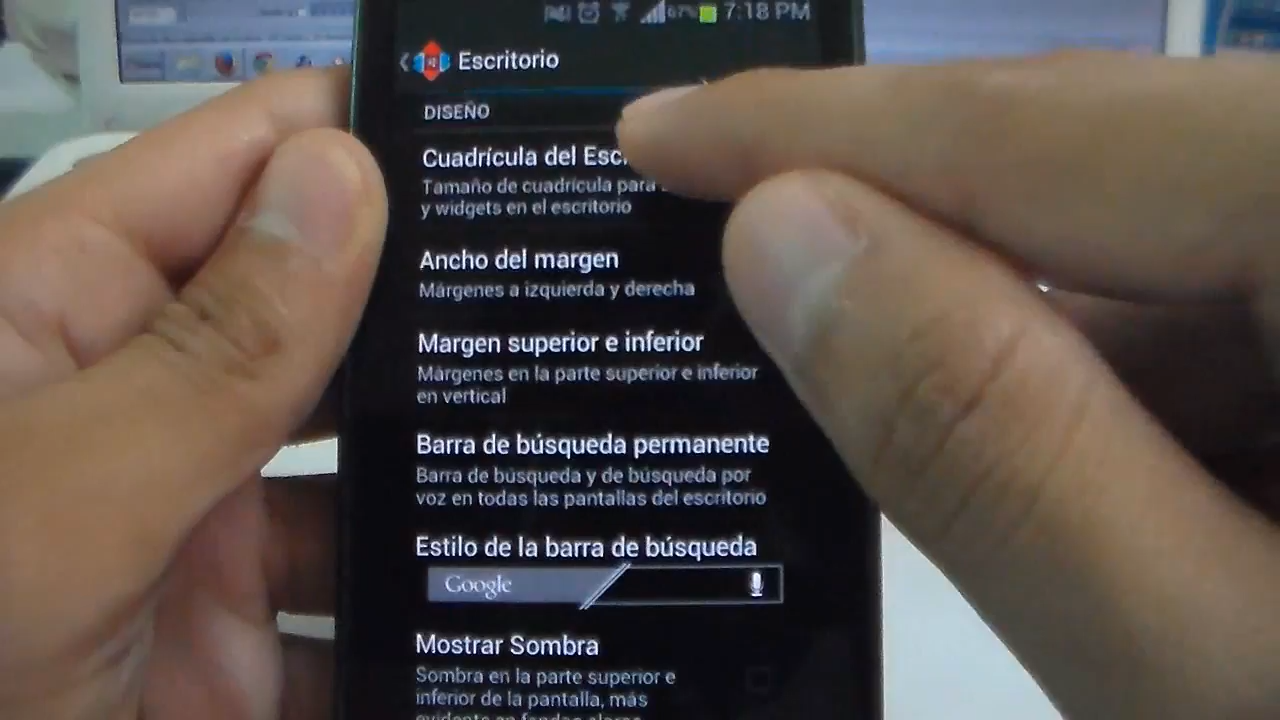 67% 7:18 PM
Escritorio
DISEÑO
Cuadrícula del Esc
Tamaño de cuadrícula para
y widgets en el escritorio
Ancho del margen
Márgenes a izquierda y derecha
Margen superior e inferior
Márgenes en la parte superior e inferior
en vertical
Barra de búsqueda permanente
Barra de búsqueda y de búsqueda por
voz en todas las pantallas del escritorio
Estilo de la barra de búsqueda
Google
Mostrar Sombra
Sombra en la parte superior e
inferior de la pantalla, más